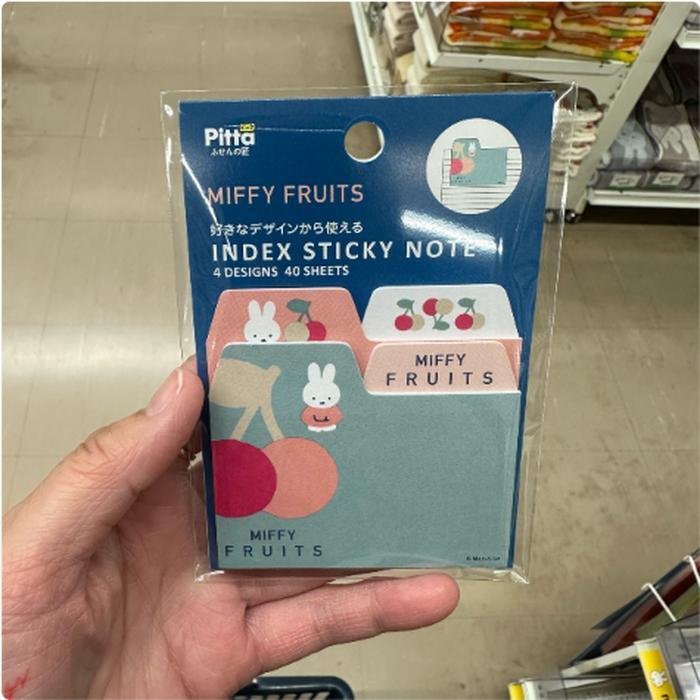 Pitta
ふせんの匠
MIFFY FRUITS
好きなデザインから使える
INDEX STICKY NOTE
4 DESIGNS 40 SHEETS
MIFFY
FRUITS
MIFFY
FRUITS